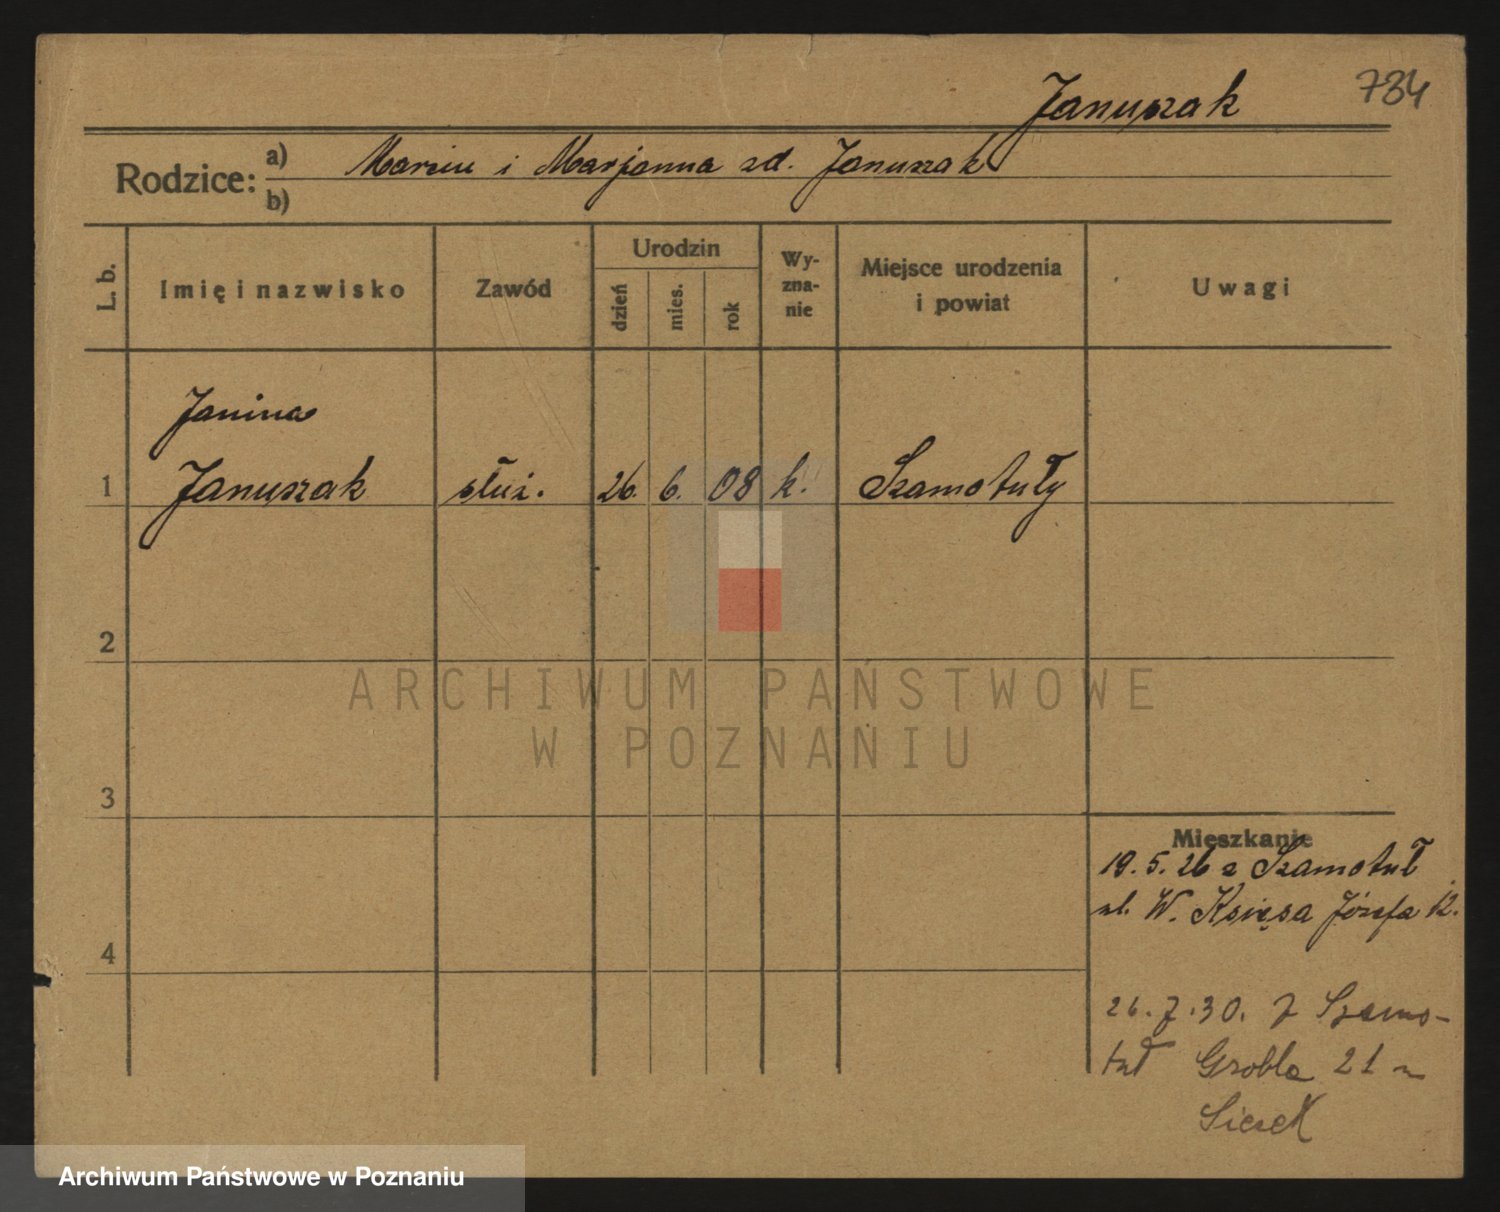 Januszak 784
Rodzice: a) Marcin i Marjanna zd. Januszak
b)
L. b. Imię i nazwisko Zawód Urodzin dzień mies. rok Wy-zna-nie Miejsce urodzenia i powiat Uwagi
Janina
1 Januszak służ. 26. 6. 08 k. Szamotuły
2
ARCHIWUM PAŃSTWOWE
W POZNANIU
3
Mieszkanie
19.5.26 z Szamotuł
ul. W. Księsa Józefa 12.
4
26.7.30. z Szamo-
tuł Grobla 21
Archiwum Państwowe w Poznaniu